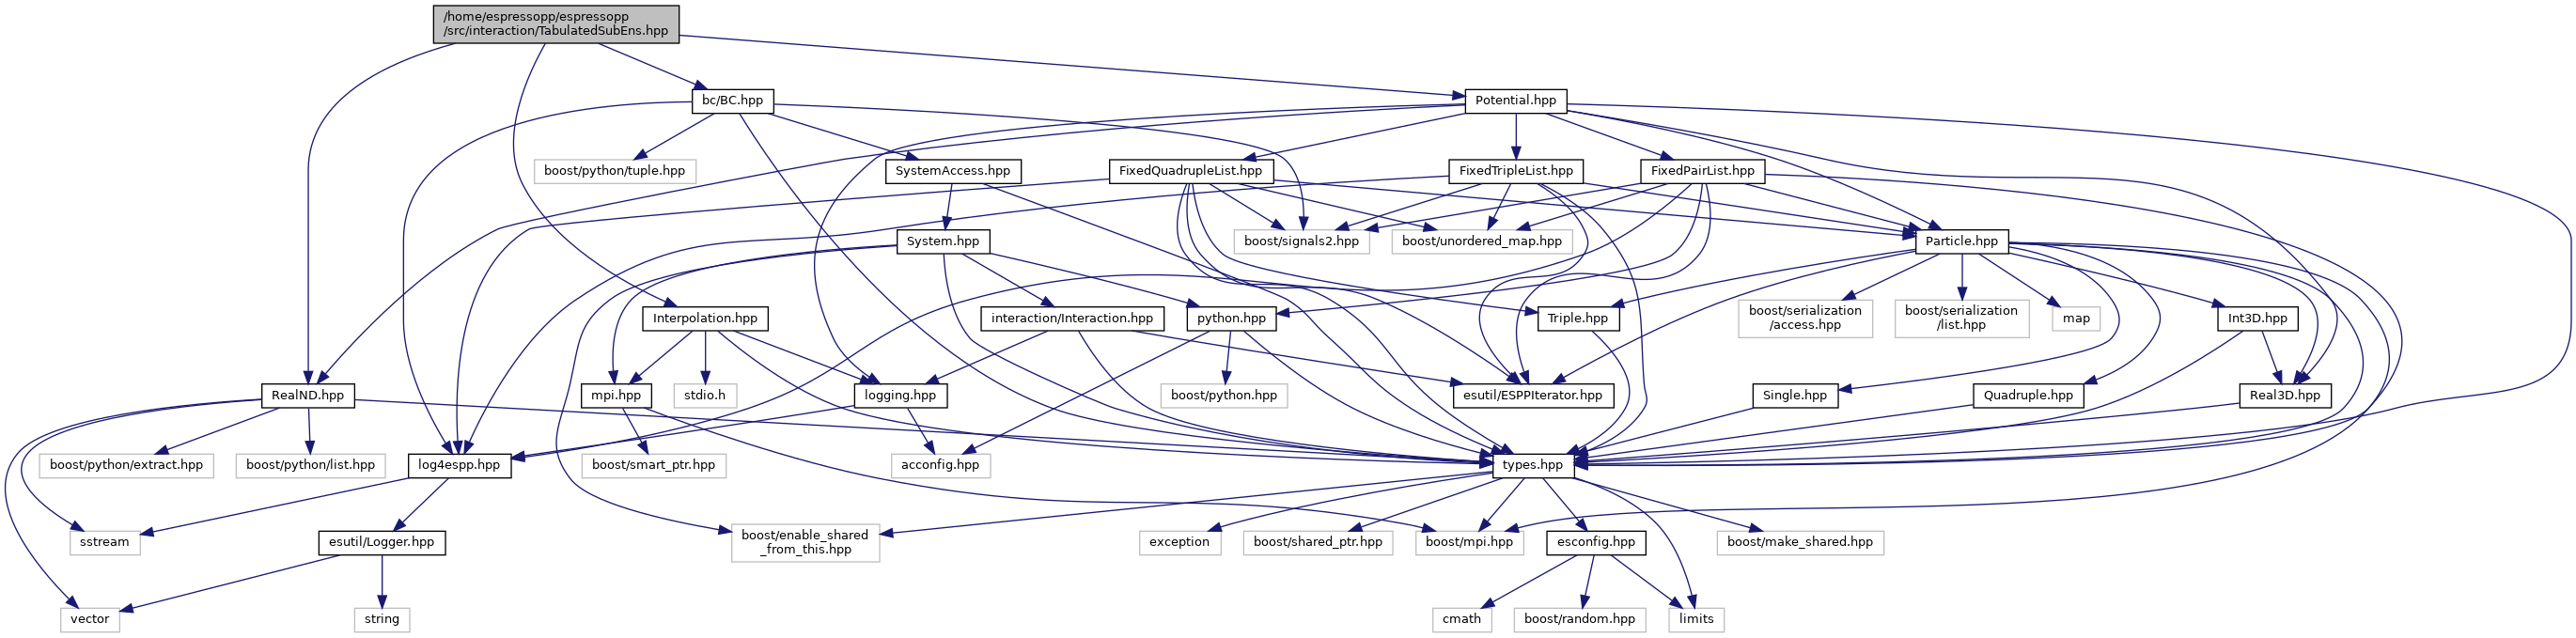 /home/espressopp/espressopp
/src/interaction/TabulatedSubEns.hpp
bc/BC.hpp
Potential.hpp
boost/python/tuple.hpp
SystemAccess.hpp
FixedQuadrupleList.hpp
FixedTripleList.hpp
FixedPairList.hpp
System.hpp
boost/signals2.hpp
boost/unordered_map.hpp
Particle.hpp
Interpolation.hpp
interaction/Interaction.hpp
python.hpp
Triple.hpp
boost/serialization
/access.hpp
boost/serialization
/list.hpp
map
Int3D.hpp
RealND.hpp
mpi.hpp
stdio.h
logging.hpp
boost/python.hpp
esutil/ESPPIterator.hpp
Single.hpp
Quadruple.hpp
Real3D.hpp
boost/python/extract.hpp
boost/python/list.hpp
log4espp.hpp
boost/smart_ptr.hpp
acconfig.hpp
types.hpp
sstream
esutil/Logger.hpp
boost/enable_shared
_from_this.hpp
exception
boost/shared_ptr.hpp
boost/mpi.hpp
esconfig.hpp
boost/make_shared.hpp
vector
string
cmath
boost/random.hpp
limits